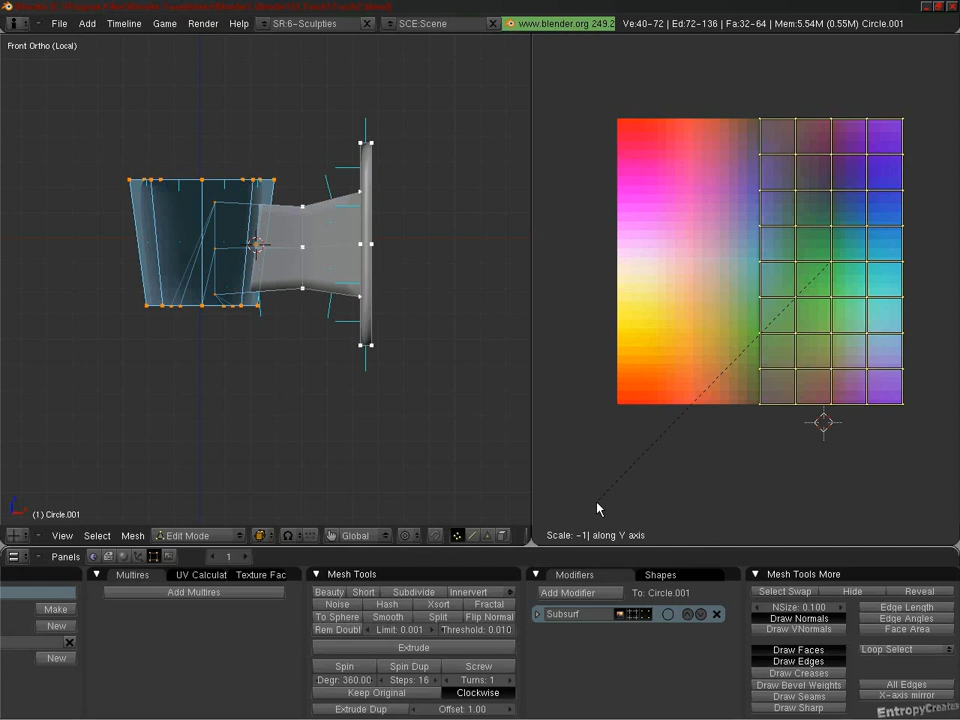 File Add Timeline Game Render Help SR:6-Sculpties SCE:Scene www.blender.org 249.2 Ve:40-72 | Ed:72-136 | Fa:32-64 | Mem:5.54M (0.55M) Circle.001
Front Ortho (Local)
(1) Circle.001
View Select Mesh Edit Mode Global
Scale: -1| along Y axis
Panels 1
Multires UV Calculat Texture Fac
Add Multires
Make
New
New
Mesh Tools
Beauty Short Subdivide Innervert
Noise Hash Xsort Fractal
To Sphere Smooth Split Flip Normal
Rem Doubl Limit: 0.001 Threshold: 0.010
Extrude
Spin Spin Dup Screw
Degr: 360.00 Steps: 16 Turns: 1
Keep Original Clockwise
Extrude Dup Offset: 1.00
Modifiers Shapes
Add Modifier To: Circle.001
Subsurf
Mesh Tools More
Select Swap Hide Reveal
NSize: 0.100 Edge Length
Draw Normals Edge Angles
Draw VNormals Face Area
Draw Faces Loop Select
Draw Edges
Draw Creases
Draw Bevel Weights All Edges
Draw Seams X-axis mirror
Draw Sharp
EntropyCreates